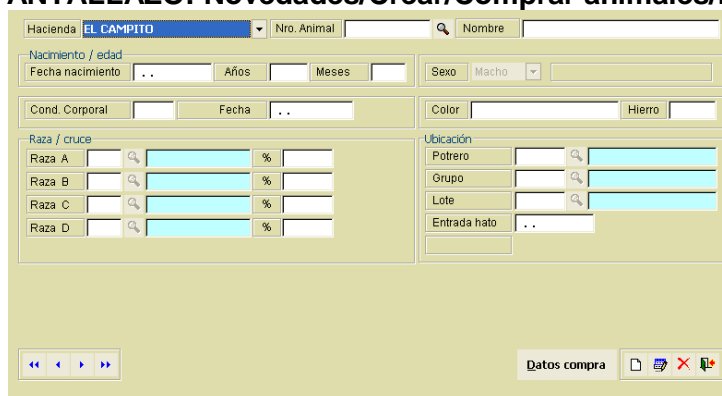 Hacienda EL CAMPITO Nro. Animal Nombre
Nacimiento / edad
Fecha nacimiento . . Años Meses Sexo Macho
Cond. Corporal Fecha . . Color Hierro
Raza / cruce Ubicación
Raza A % Potrero
Raza B % Grupo
Raza C % Lote
Raza D % Entrada hato . .
Datos compra